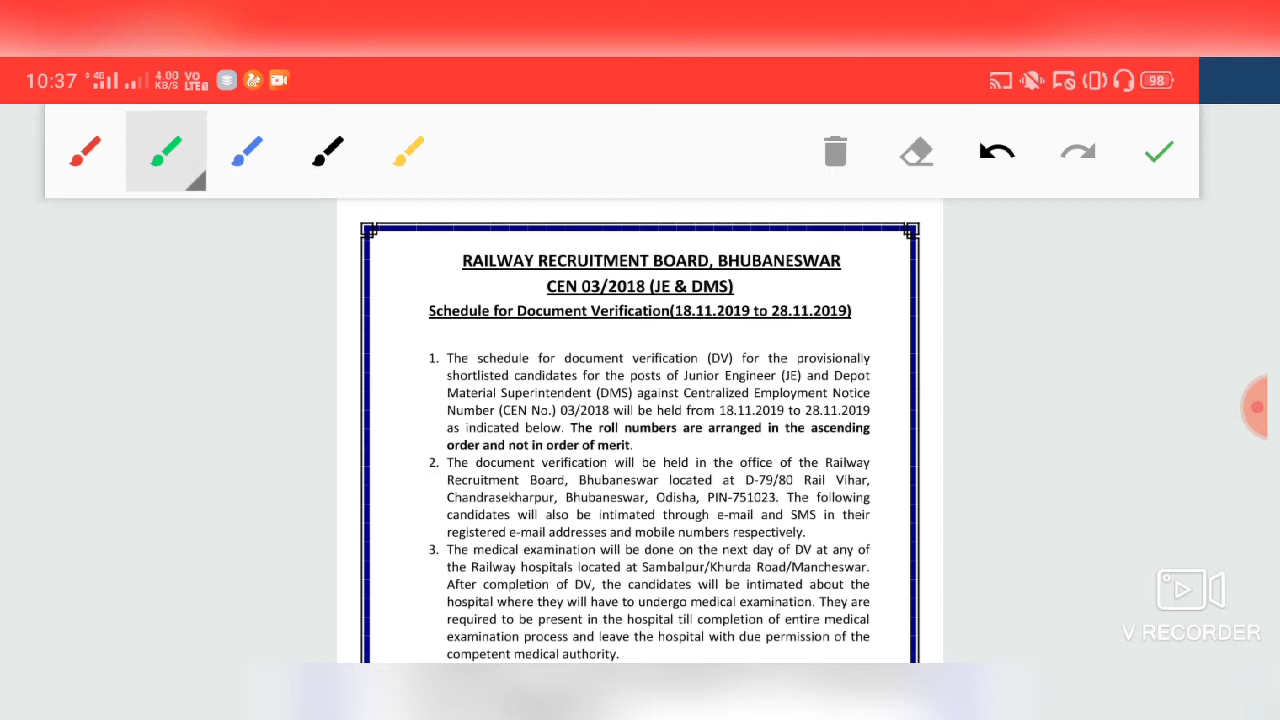 10:37 4G 4.00 KB/S VO LTE 98
RAILWAY RECRUITMENT BOARD, BHUBANESWAR
CEN 03/2018 (JE & DMS)
Schedule for Document Verification(18.11.2019 to 28.11.2019)
1. The schedule for document verification (DV) for the provisionally
shortlisted candidates for the posts of Junior Engineer (JE) and Depot
Material Superintendent (DMS) against Centralized Employment Notice
Number (CEN No.) 03/2018 will be held from 18.11.2019 to 28.11.2019
as indicated below. The roll numbers are arranged in the ascending
order and not in order of merit.
2. The document verification will be held in the office of the Railway
Recruitment Board, Bhubaneswar located at D-79/80 Rail Vihar,
Chandrasekharpur, Bhubaneswar, Odisha, PIN-751023. The following
candidates will also be intimated through e-mail and SMS in their
registered e-mail addresses and mobile numbers respectively.
3. The medical examination will be done on the next day of DV at any of
the Railway hospitals located at Sambalpur/Khurda Road/Mancheswar.
After completion of DV, the candidates will be intimated about the
hospital where they will have to undergo medical examination. They are
required to be present in the hospital till completion of entire medical
examination process and leave the hospital with due permission of the
competent medical authority.
V RECORDER